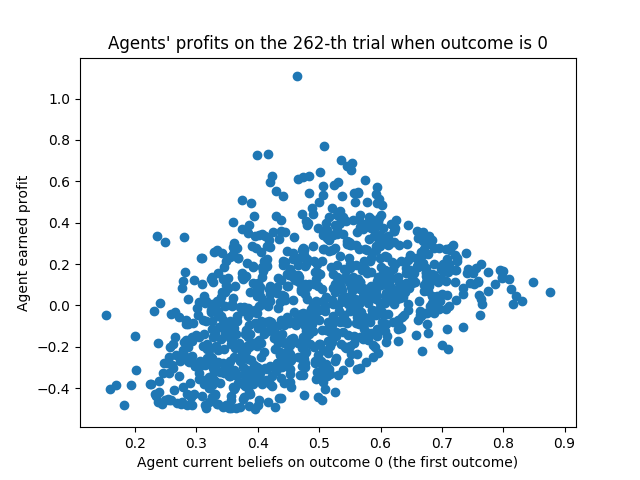 Agents' profits on the 262-th trial when outcome is 0
Agent earned profit
1.0
0.8
0.6
0.4
0.2
0.0
−0.2
−0.4
0.2 0.3 0.4 0.5 0.6 0.7 0.8 0.9
Agent current beliefs on outcome 0 (the first outcome)